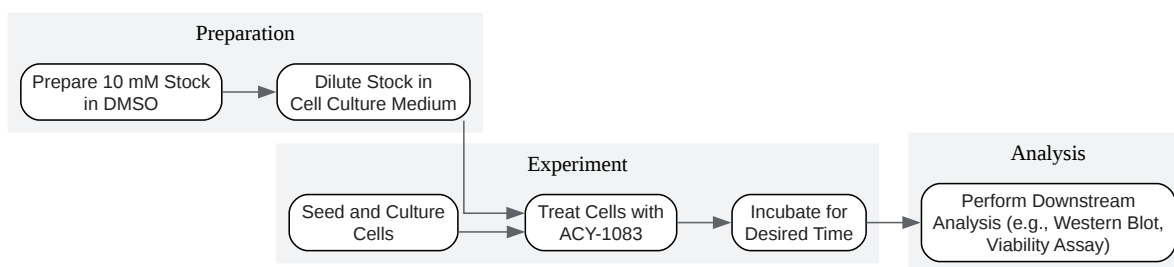 Preparation
Prepare 10 mM Stock
in DMSO
Dilute Stock in
Cell Culture Medium
Experiment
Seed and Culture
Cells
Treat Cells with
ACY-1083
Incubate for
Desired Time
Analysis
Perform Downstream
Analysis (e.g., Western Blot,
Viability Assay)